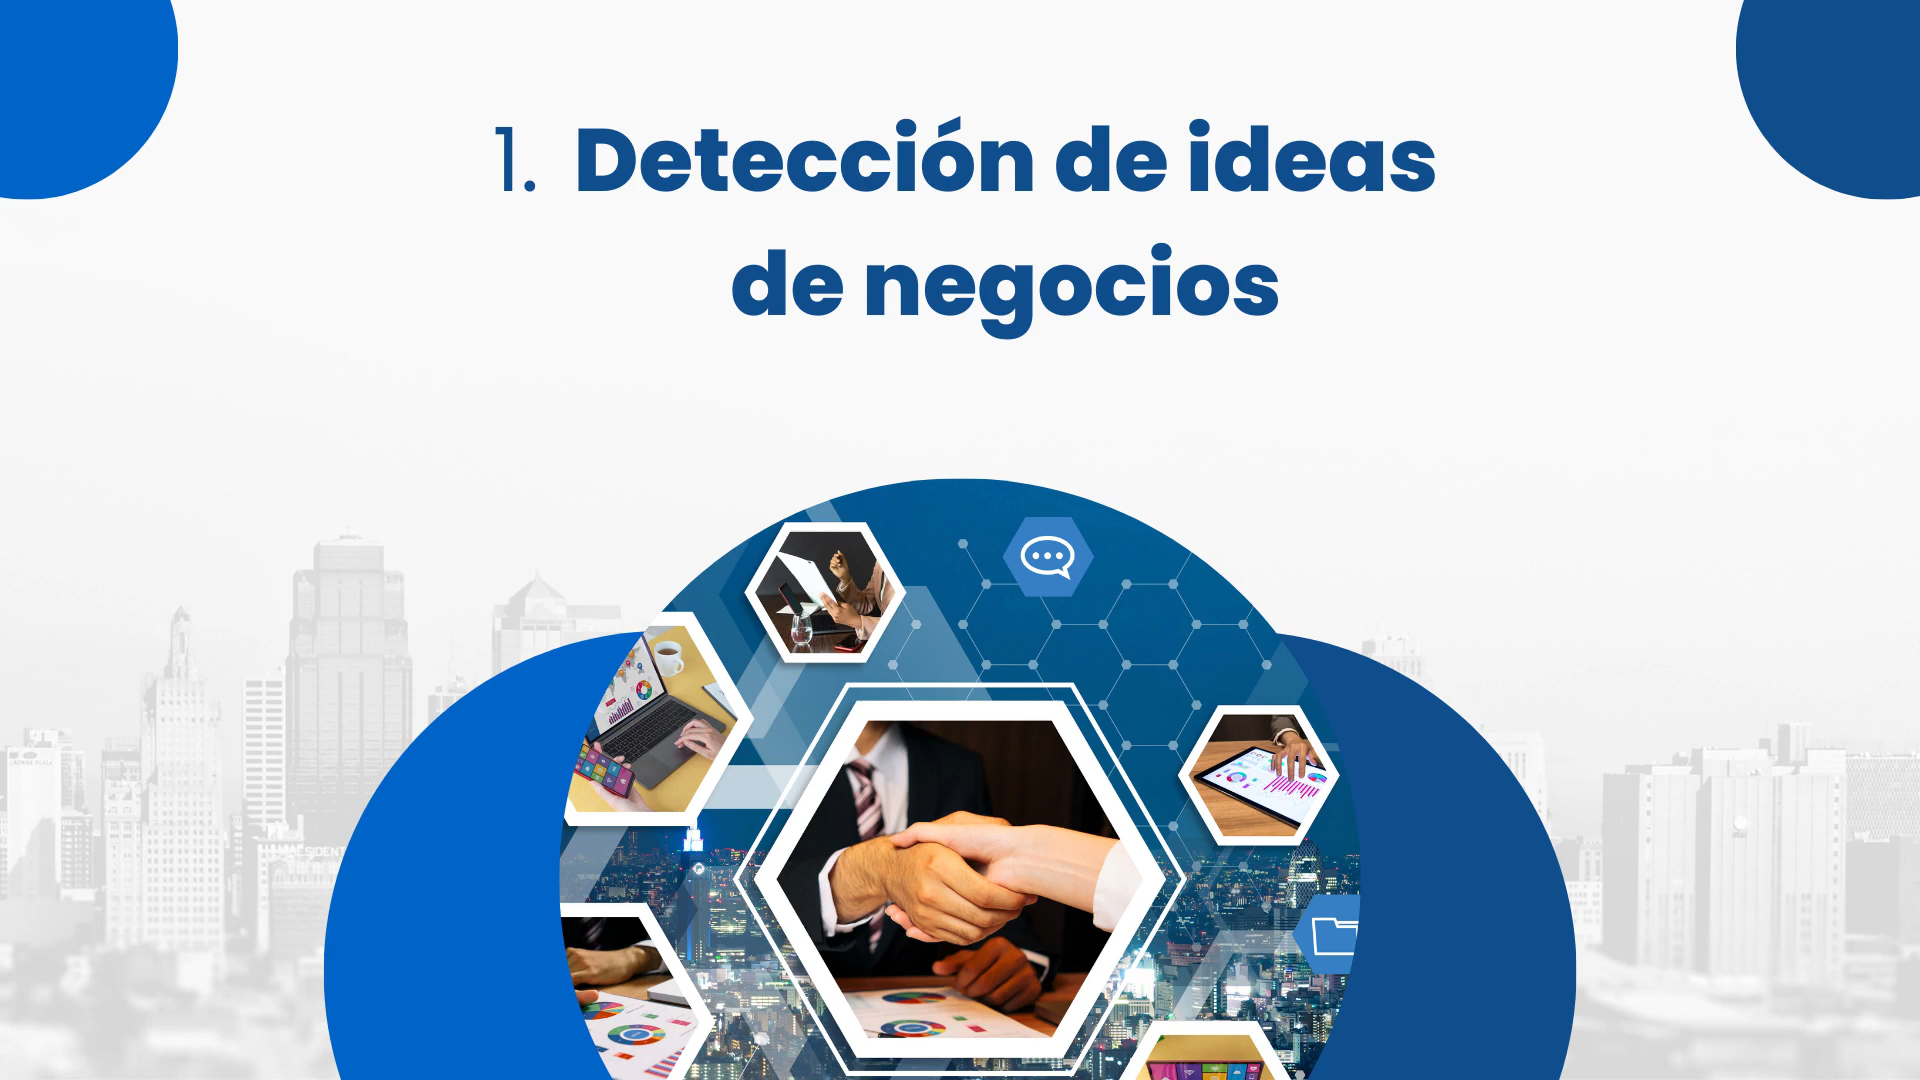 1. Detección de ideas
de negocios